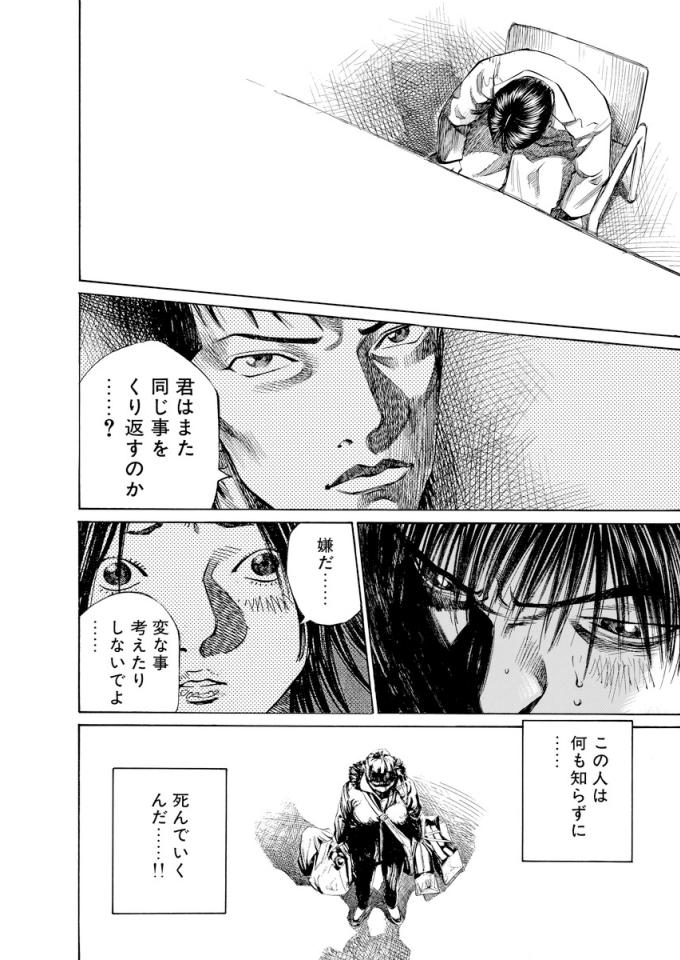 君はまた
同じ事を
くり返すのか
……？
嫌だ……
変な事
考えたり
しないでよ
……
この人は
何も知らずに
……
死んでいく
んだ……!!